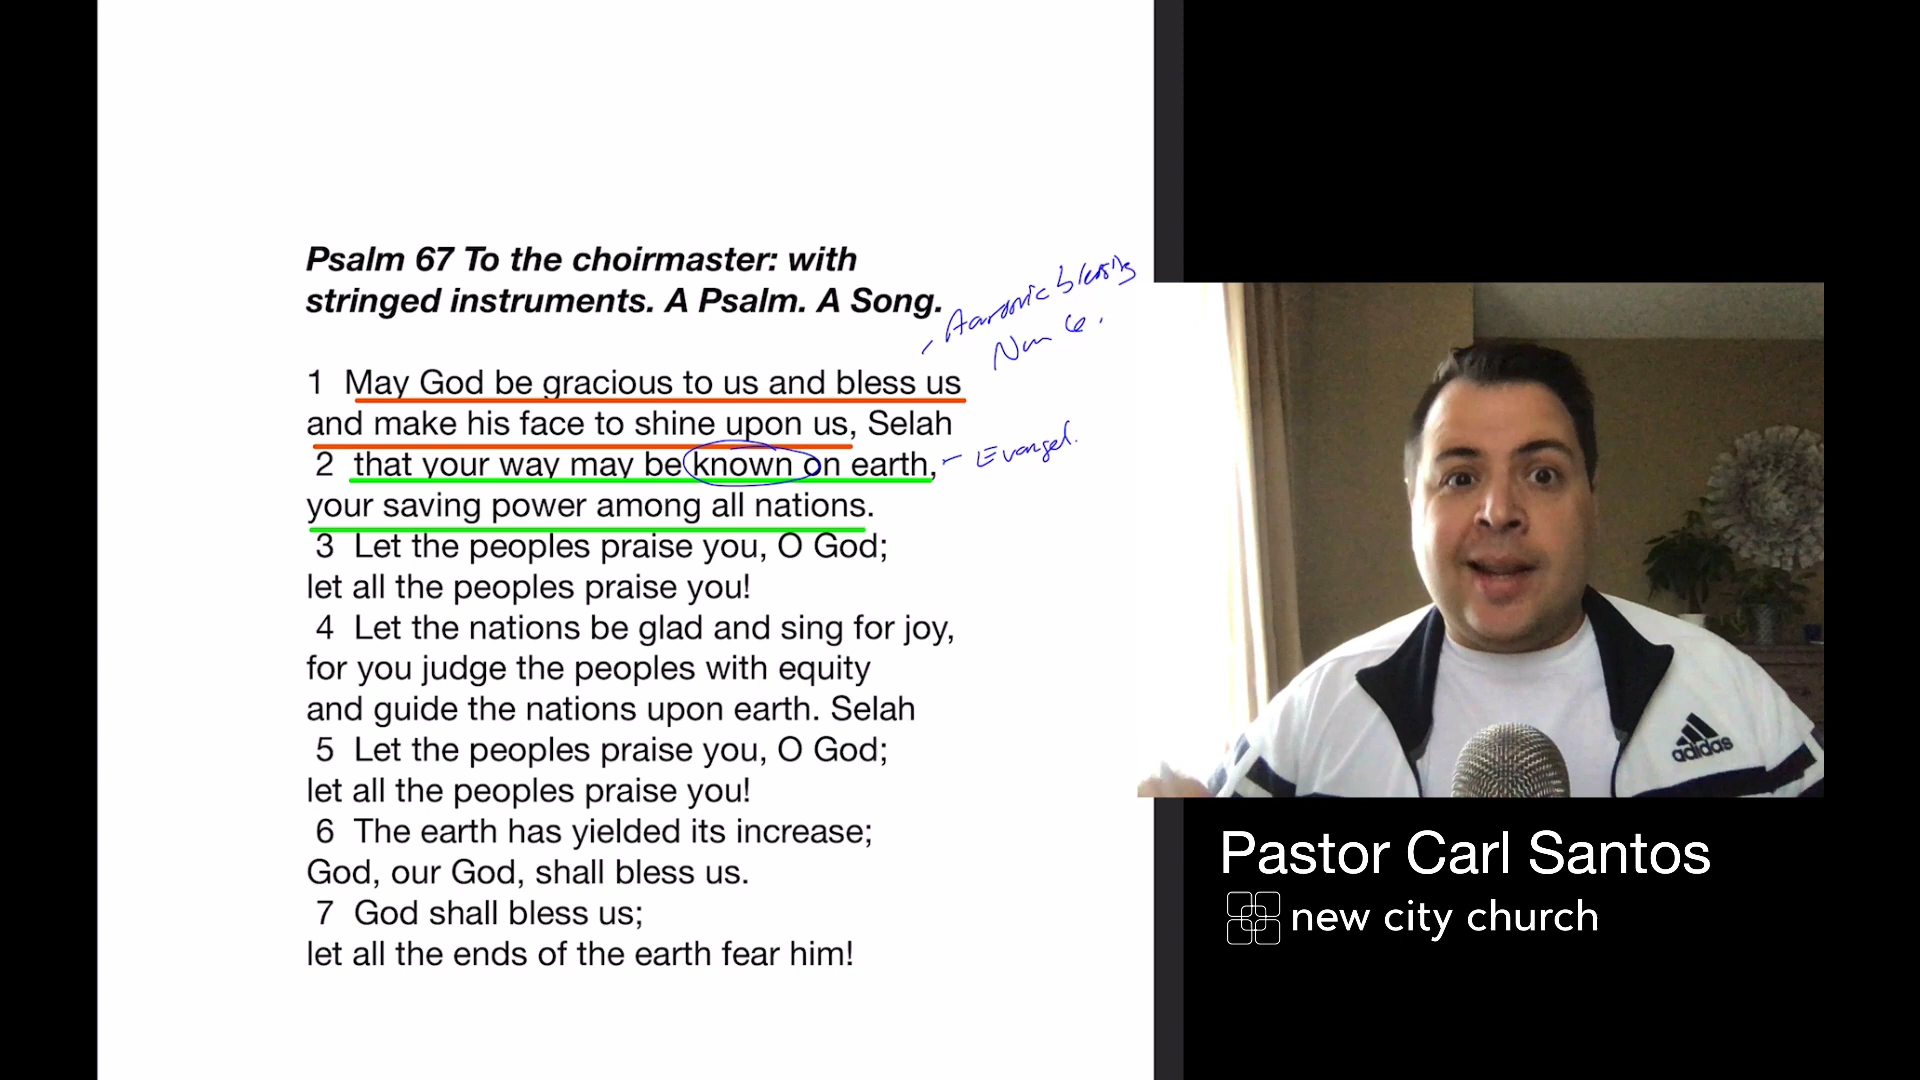 Psalm 67 To the choirmaster: with
stringed instruments. A Psalm. A Song.
Aaronic blessing
Num 6.
1 May God be gracious to us and bless us
and make his face to shine upon us, Selah
2 that your way may be known on earth,
Evangel.
your saving power among all nations.
3 Let the peoples praise you, O God;
let all the peoples praise you!
4 Let the nations be glad and sing for joy,
for you judge the peoples with equity
and guide the nations upon earth. Selah
5 Let the peoples praise you, O God;
let all the peoples praise you!
6 The earth has yielded its increase;
God, our God, shall bless us.
7 God shall bless us;
let all the ends of the earth fear him!
adidas
Pastor Carl Santos
new city church